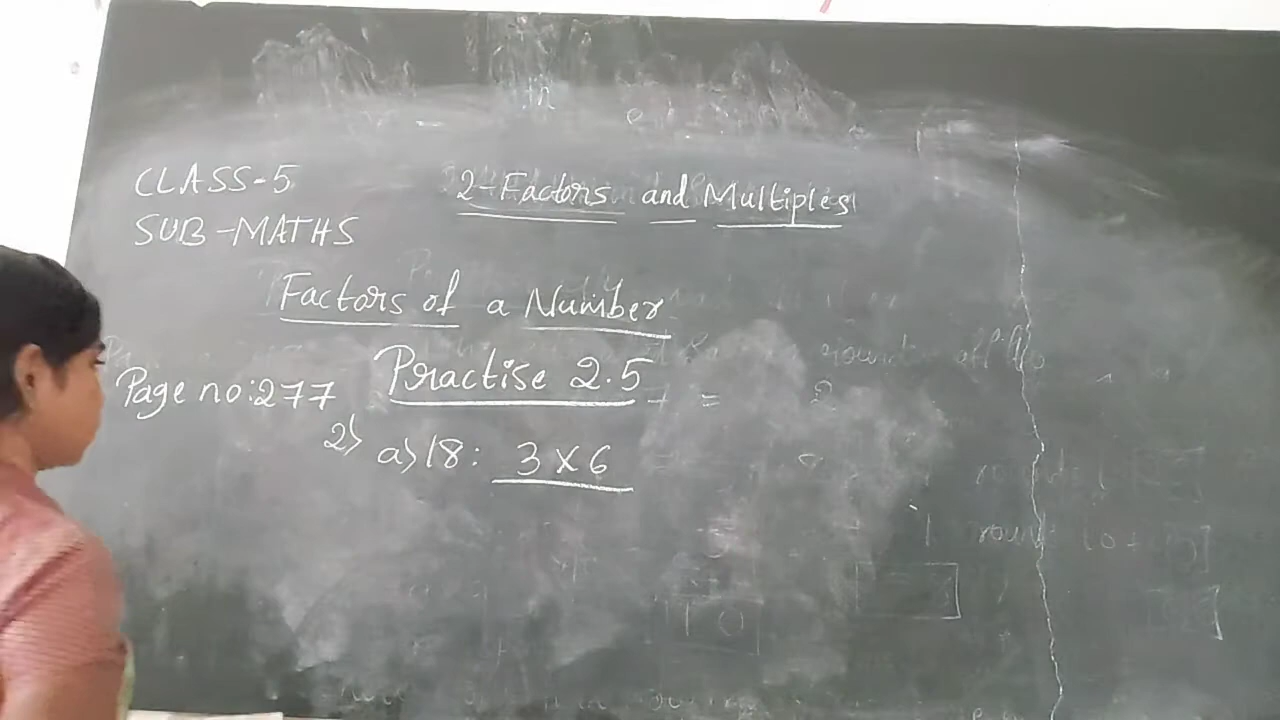 CLASS-5
2-Factors and Multiples
SUB-MATHS
Factors of a Number
Practise 2.5
Page no:277
2) a) 18: 3 x 6